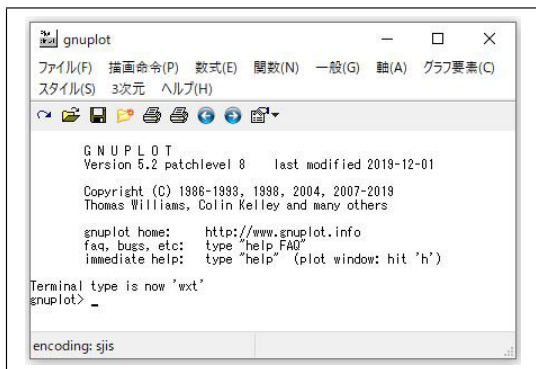 gnuplot
ファイル(F) 描画命令(P) 数式(E) 関数(N) 一般(G) 軸(A) グラフ要素(C)
スタイル(S) 3次元 ヘルプ(H)
G N U P L O T
Version 5.2 patchlevel 8 last modified 2019-12-01
Copyright (C) 1986-1993, 1998, 2004, 2007-2019
Thomas Williams, Colin Kelley and many others
gnuplot home: http://www.gnuplot.info
faq, bugs, etc: type "help FAQ"
immediate help: type "help" (plot window: hit 'h')
Terminal type is now 'wxt'
gnuplot> _
encoding: sjis